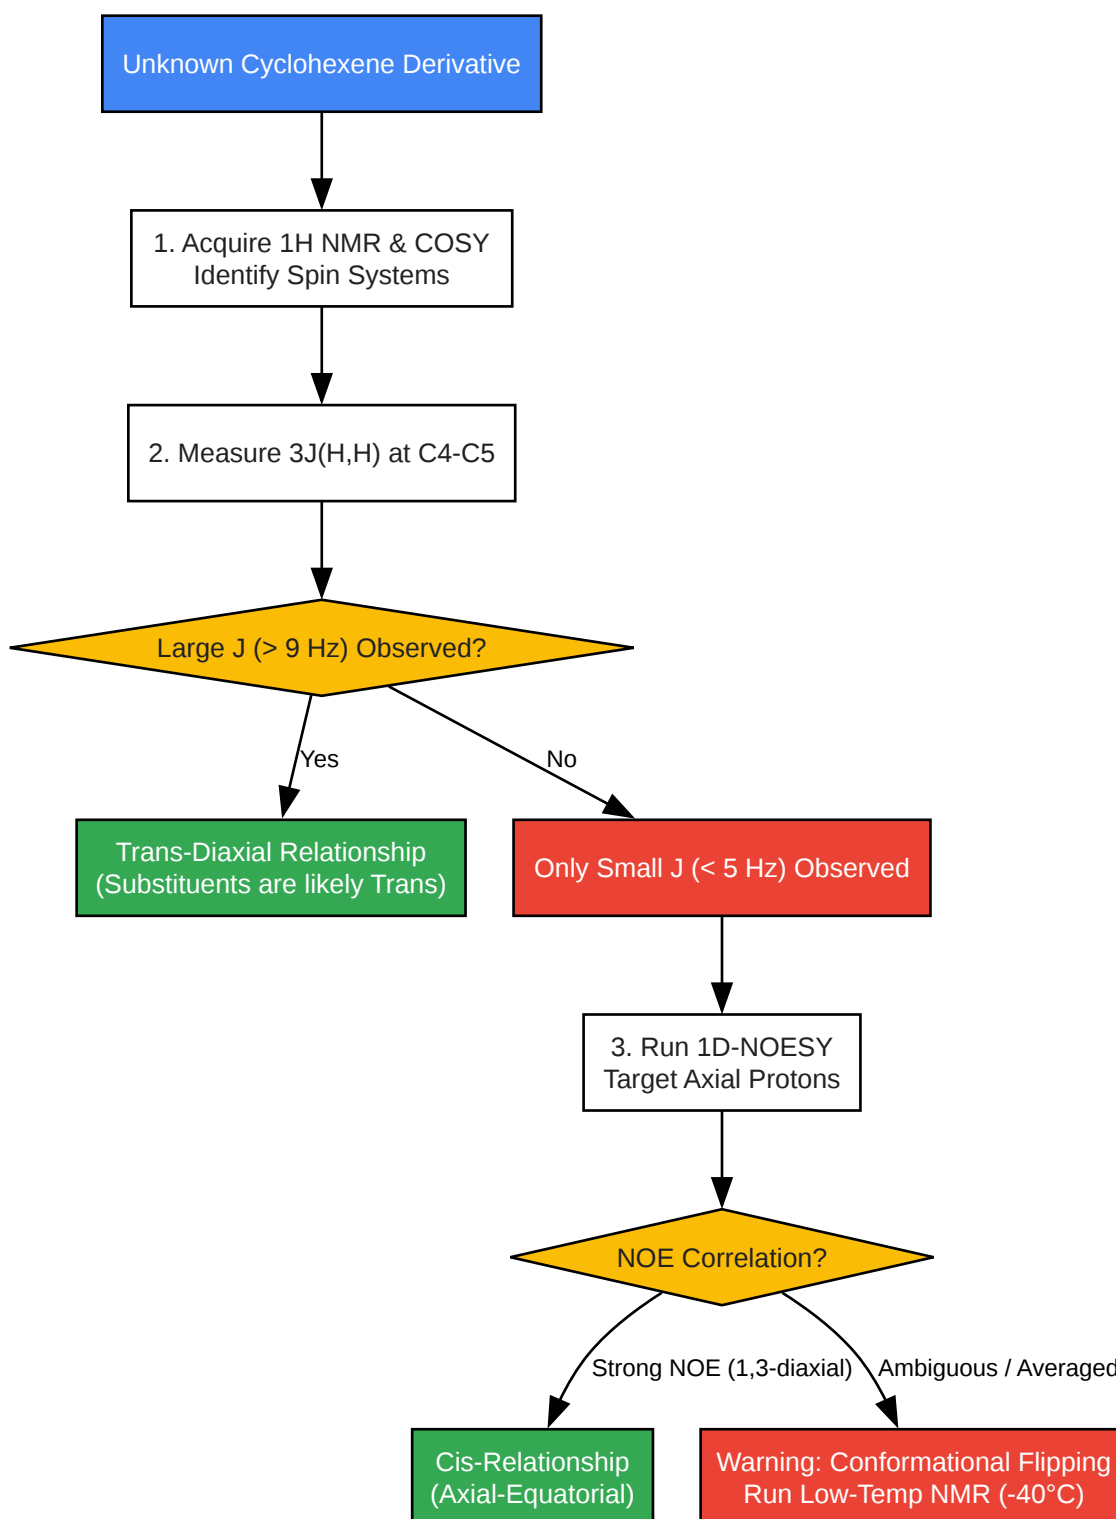 Unknown Cyclohexene Derivative
1. Acquire 1H NMR & COSY
Identify Spin Systems
2. Measure 3J(H,H) at C4-C5
Large J (> 9 Hz) Observed?
Yes
No
Trans-Diaxial Relationship
(Substituents are likely Trans)
Only Small J (< 5 Hz) Observed
3. Run 1D-NOESY
Target Axial Protons
NOE Correlation?
Strong NOE (1,3-diaxial)
Ambiguous / Averaged
Cis-Relationship
(Axial-Equatorial)
Warning: Conformational Flipping
Run Low-Temp NMR (-40°C)